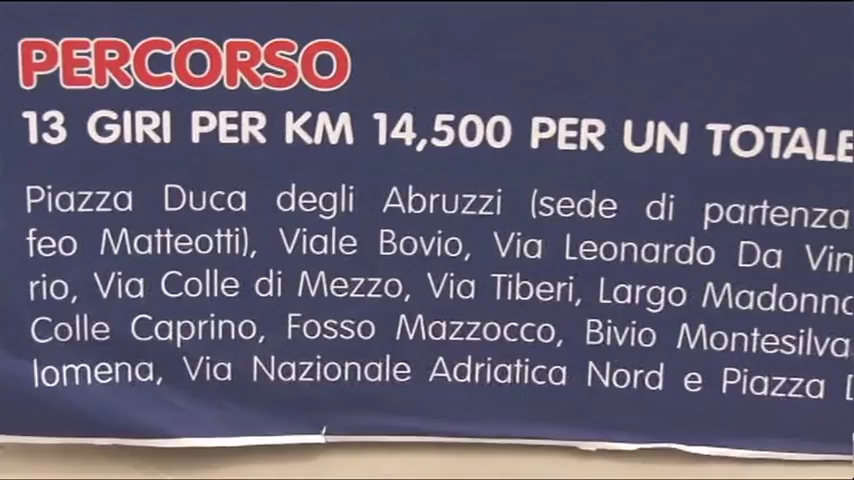 PERCORSO
13 GIRI PER KM 14,500 PER UN TOTALE
Piazza Duca degli Abruzzi (sede di partenza
feo Matteotti), Viale Bovio, Via Leonardo Da Vin
rio, Via Colle di Mezzo, Via Tiberi, Largo Madonna
Colle Caprino, Fosso Mazzocco, Bivio Montesilva
lomena, Via Nazionale Adriatica Nord e Piazza D